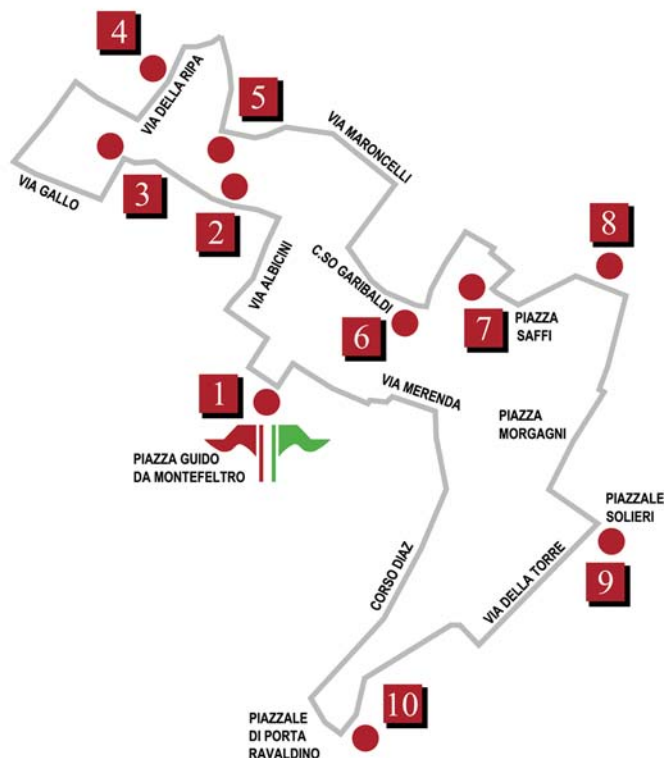 4
VIA DELLA RIPA
5
VIA MARONCELLI
VIA GALLO
3
2
8
C.SO GARIBALDI
VIA ALBICINI
6
7
PIAZZA
SAFFI
1
VIA MERENDA
PIAZZA
MORGAGNI
PIAZZA GUIDO
DA MONTEFELTRO
PIAZZALE
SOLIERI
CORSO DIAZ
VIA DELLA TORRE
9
10
PIAZZALE
DI PORTA
RAVALDINO